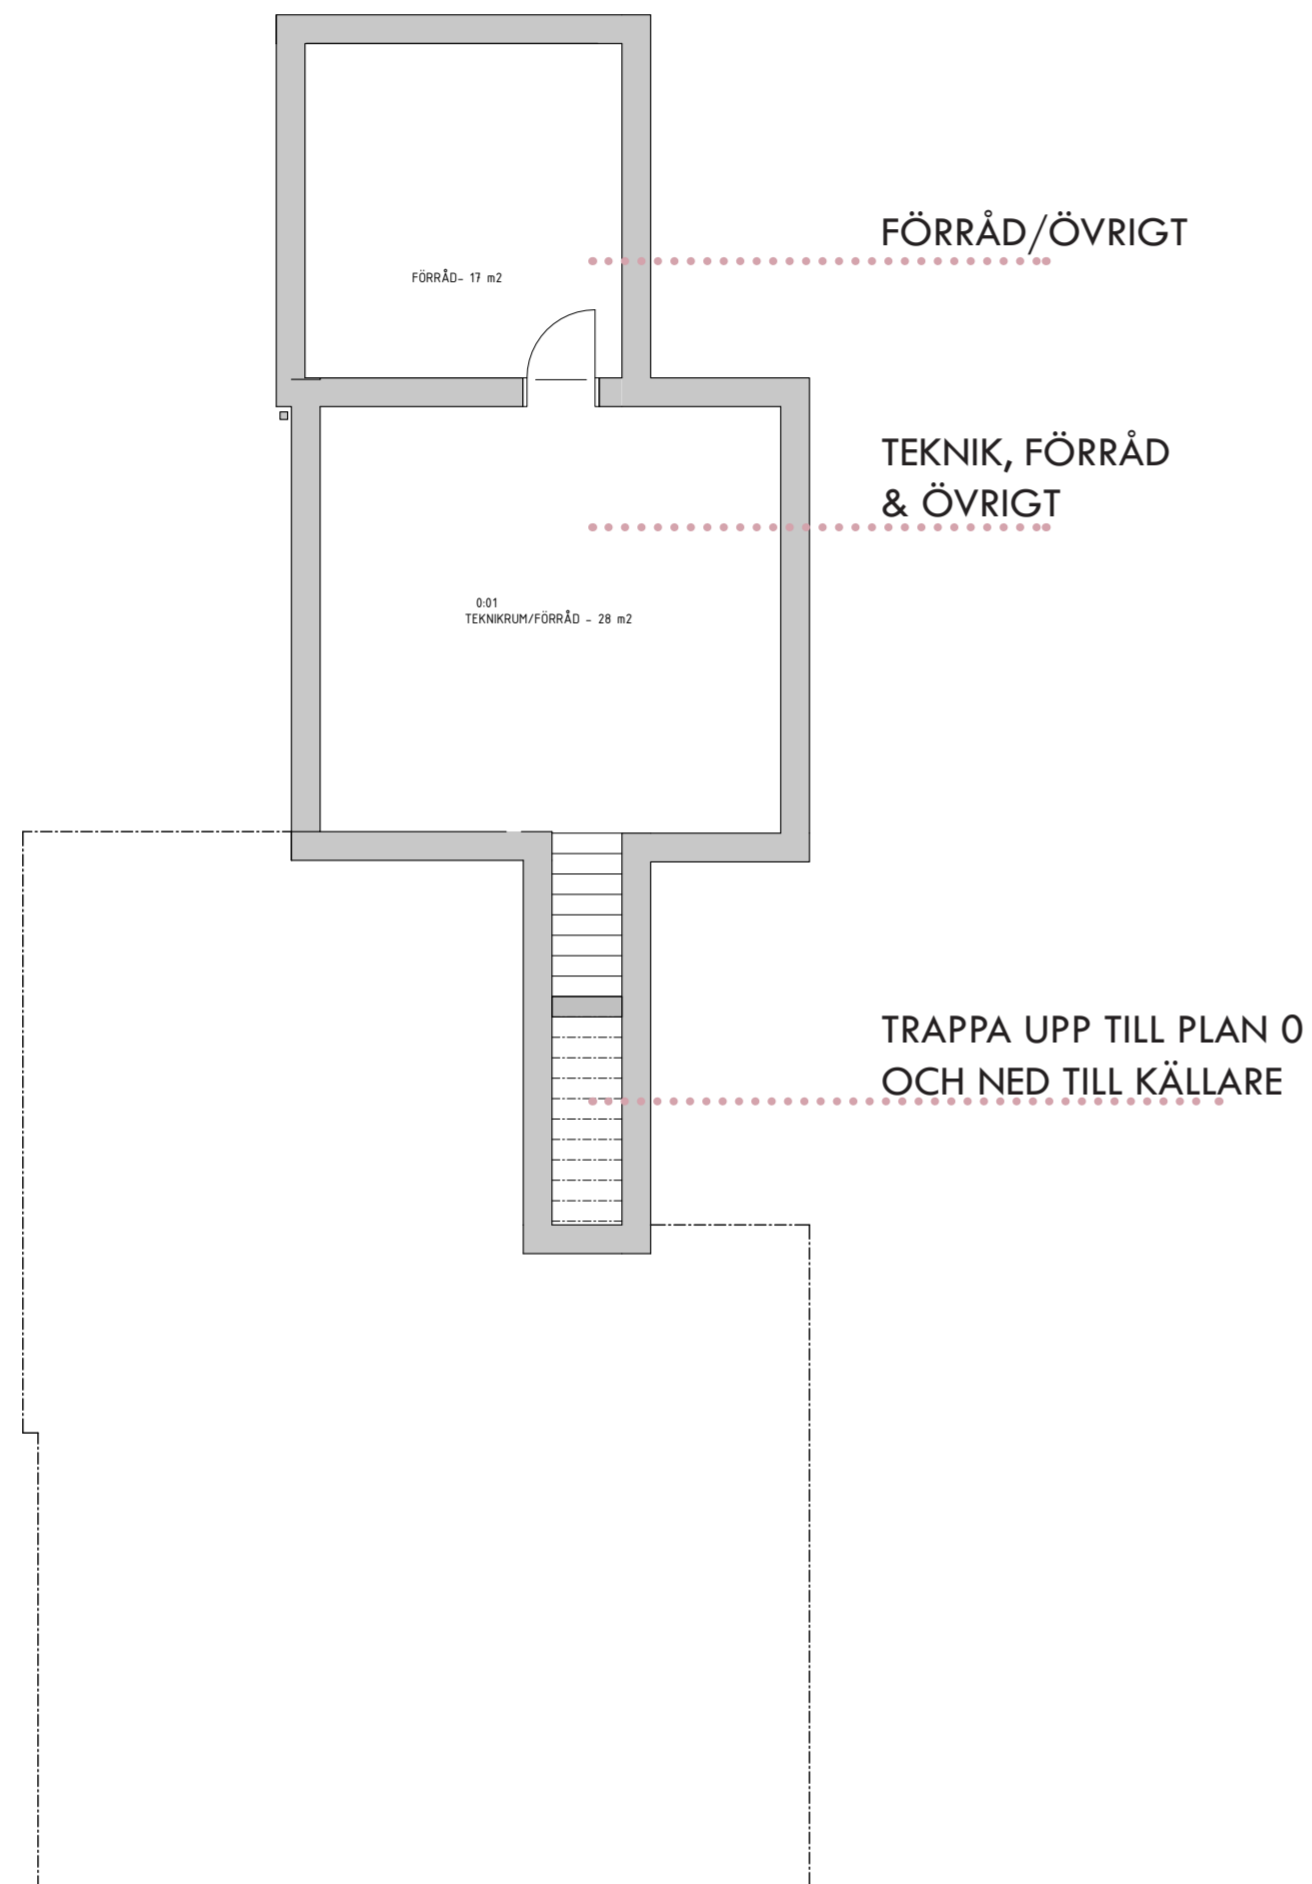 FÖRRÅD/ÖVRIGT
FÖRRÅD- 17 m2
TEKNIK, FÖRRÅD
& ÖVRIGT
0:01
TEKNIKRUM/FÖRRÅD - 28 m2
TRAPPA UPP TILL PLAN 0
OCH NED TILL KÄLLARE